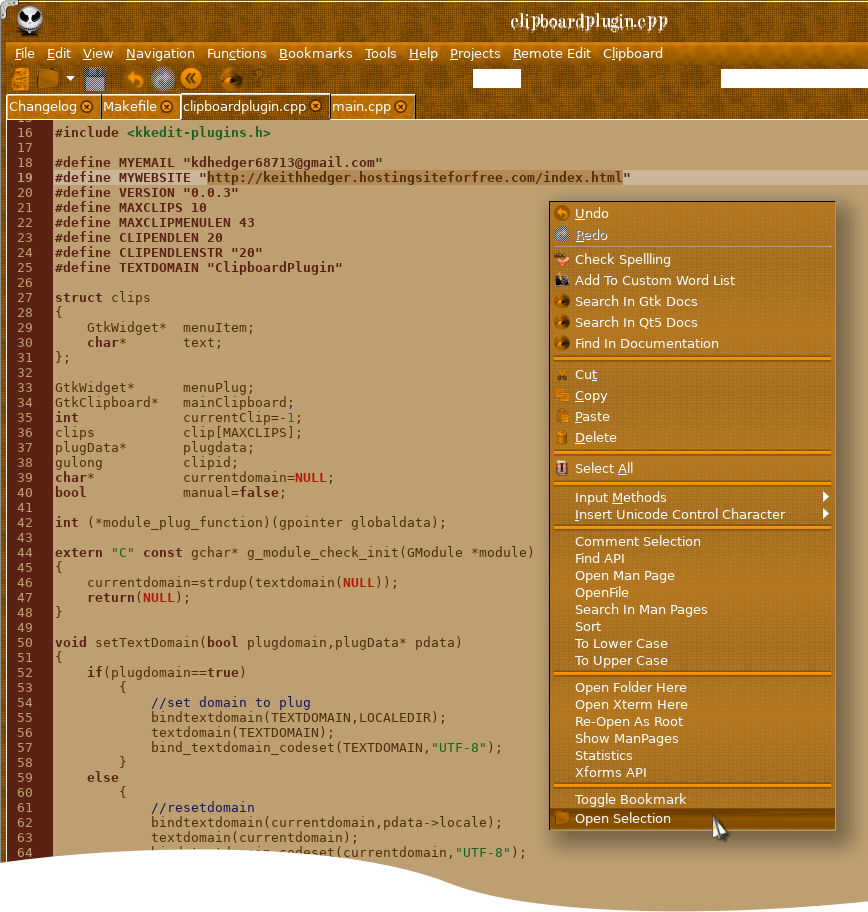 clipboardplugin.cpp
File Edit View Navigation Functions Bookmarks Tools Help Projects Remote Edit Clipboard
Changelog Makefile clipboardplugin.cpp main.cpp
16 #include <kkedit-plugins.h>
17
18 #define MYEMAIL "kdhedger68713@gmail.com"
19 #define MYWEBSITE "http://keithhedger.hostingsiteforfree.com/index.html"
20 #define VERSION "0.0.3"
21 #define MAXCLIPS 10
22 #define MAXCLIPMENULEN 43
23 #define CLIPENDLEN 20
24 #define CLIPENDLENSTR "20"
25 #define TEXTDOMAIN "ClipboardPlugin"
26
27 struct clips
28 {
29     GtkWidget*  menuItem;
30     char*       text;
31 };
32
33 GtkWidget*      menuPlug;
34 GtkClipboard*   mainClipboard;
35 int             currentClip=-1;
36 clips           clip[MAXCLIPS];
37 plugData*       plugdata;
38 gulong          clipid;
39 char*           currentdomain=NULL;
40 bool            manual=false;
41
42 int (*module_plug_function)(gpointer globaldata);
43
44 extern "C" const gchar* g_module_check_init(GModule *module)
45 {
46     currentdomain=strdup(textdomain(NULL));
47     return(NULL);
48 }
49
50 void setTextDomain(bool plugdomain,plugData* pdata)
51 {
52     if(plugdomain==true)
53         {
54             //set domain to plug
55             bindtextdomain(TEXTDOMAIN,LOCALEDIR);
56             textdomain(TEXTDOMAIN);
57             bind_textdomain_codeset(TEXTDOMAIN,"UTF-8");
58         }
59     else
60         {
61             //resetdomain
62             bindtextdomain(currentdomain,pdata->locale);
63             textdomain(currentdomain);
64             bind_textdomain_codeset(currentdomain,"UTF-8");
Undo
Redo
Check Spellling
Add To Custom Word List
Search In Gtk Docs
Search In Qt5 Docs
Find In Documentation
Cut
Copy
Paste
Delete
Select All
Input Methods
Insert Unicode Control Character
Comment Selection
Find API
Open Man Page
OpenFile
Search In Man Pages
Sort
To Lower Case
To Upper Case
Open Folder Here
Open Xterm Here
Re-Open As Root
Show ManPages
Statistics
Xforms API
Toggle Bookmark
Open Selection